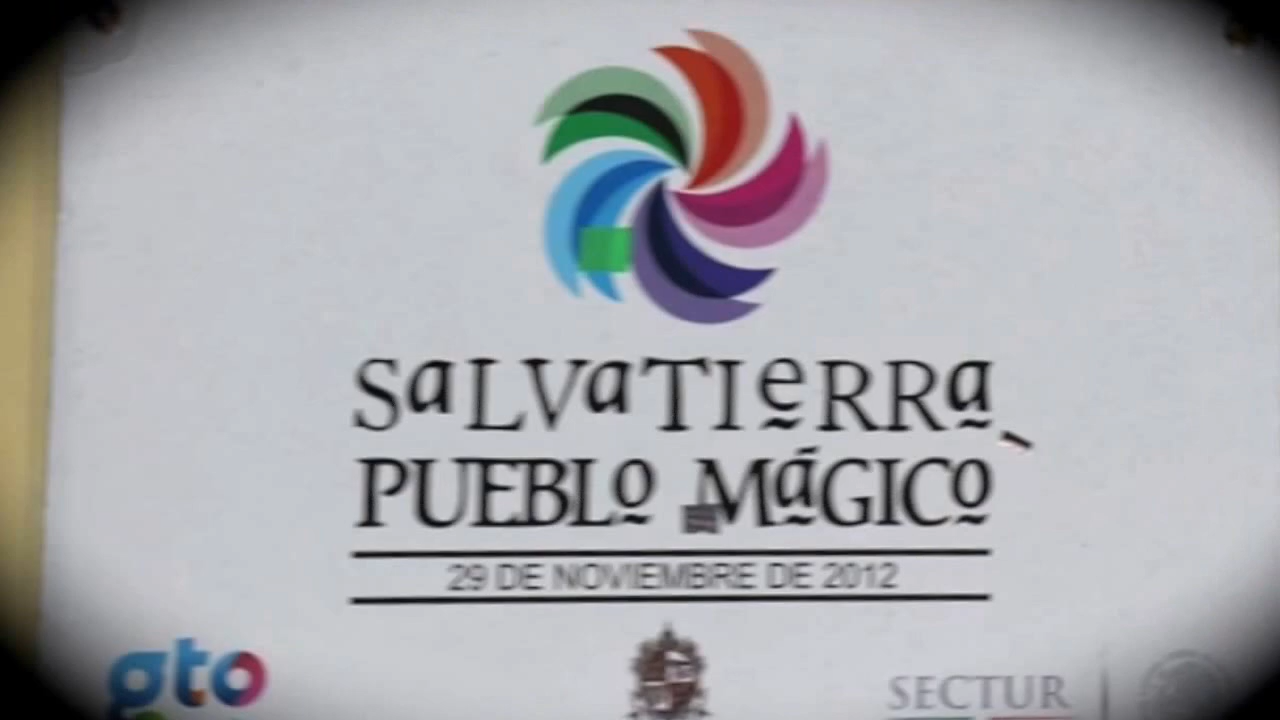 SaLVaTIeRRa
PUEBLo MáGICo
29 DE NOVIEMBRE DE 2012
gto
SECTUR